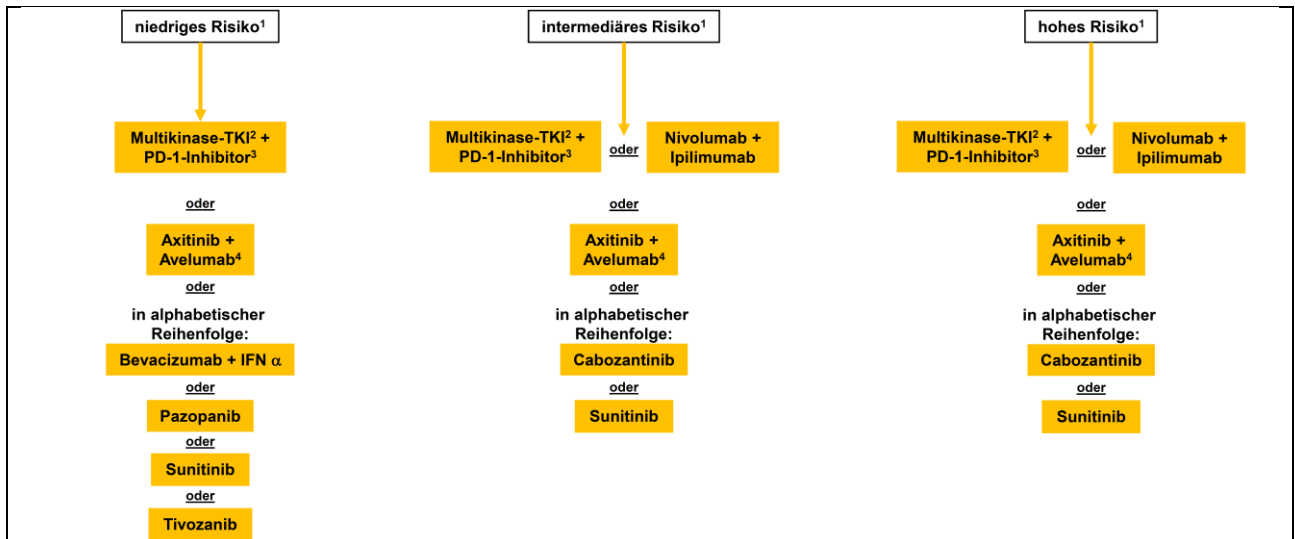 niedriges Risiko¹
Multikinase-TKI² +
PD-1-Inhibitor³
oder
Axitinib +
Avelumab⁴
oder
in alphabetischer
Reihenfolge:
Bevacizumab + IFN α
oder
Pazopanib
oder
Sunitinib
oder
Tivozanib
intermediäres Risiko¹
Multikinase-TKI² +
PD-1-Inhibitor³
oder
Nivolumab +
Ipilimumab
oder
Axitinib +
Avelumab⁴
oder
in alphabetischer
Reihenfolge:
Cabozantinib
oder
Sunitinib
hohes Risiko¹
Multikinase-TKI² +
PD-1-Inhibitor³
oder
Nivolumab +
Ipilimumab
oder
Axitinib +
Avelumab⁴
oder
in alphabetischer
Reihenfolge:
Cabozantinib
oder
Sunitinib